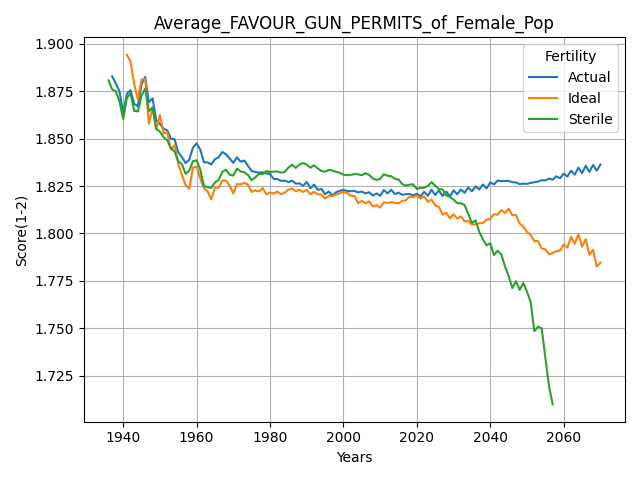 Average_FAVOUR_GUN_PERMITS_of_Female_Pop
Score(1-2)
1.900
1.875
1.850
1.825
1.800
1.775
1.750
1.725
Fertility
Actual
Ideal
Sterile
1940 1960 1980 2000 2020 2040 2060
Years